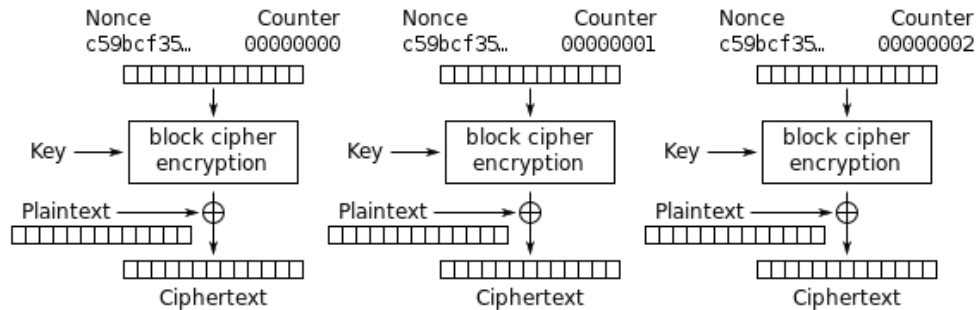 Nonce Counter Nonce Counter Nonce Counter
c59bcf35… 00000000 c59bcf35… 00000001 c59bcf35… 00000002
block cipher block cipher block cipher
Key encryption Key encryption Key encryption
Plaintext Plaintext Plaintext
Ciphertext Ciphertext Ciphertext